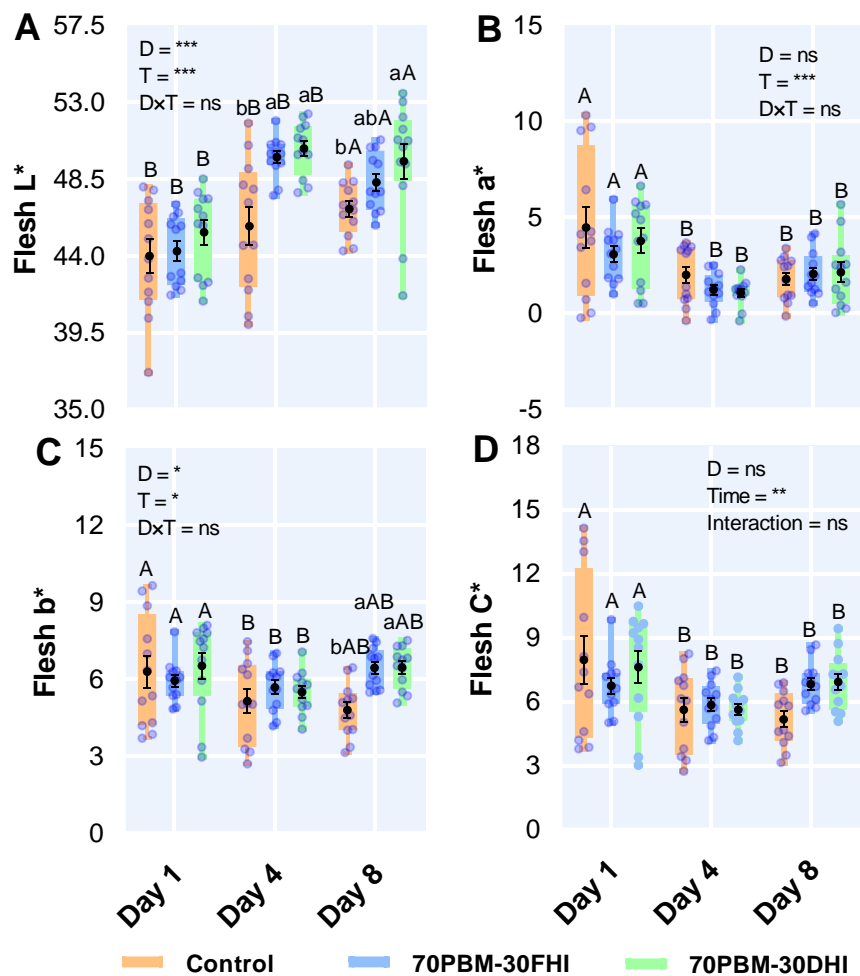 A
57.5
53.0
48.5
44.0
39.5
35.0
Flesh L*
D = ***
T = ***
D×T = ns
B
B
B
bB
aB
aB
bA
abA
aA
B
15
10
5
0
-5
Flesh a*
D = ns
T = ***
D×T = ns
A
A
A
B
B
B
B
B
B
C
15
12
9
6
3
0
Flesh b*
D = *
T = *
D×T = ns
A
A
A
B
B
B
bAB
aAB
aAB
Day 1
Day 4
Day 8
D
18
15
12
9
6
3
0
Flesh C*
D = ns
Time = **
Interaction = ns
A
A
A
B
B
B
B
B
B
Day 1
Day 4
Day 8
Control
70PBM-30FHI
70PBM-30DHI